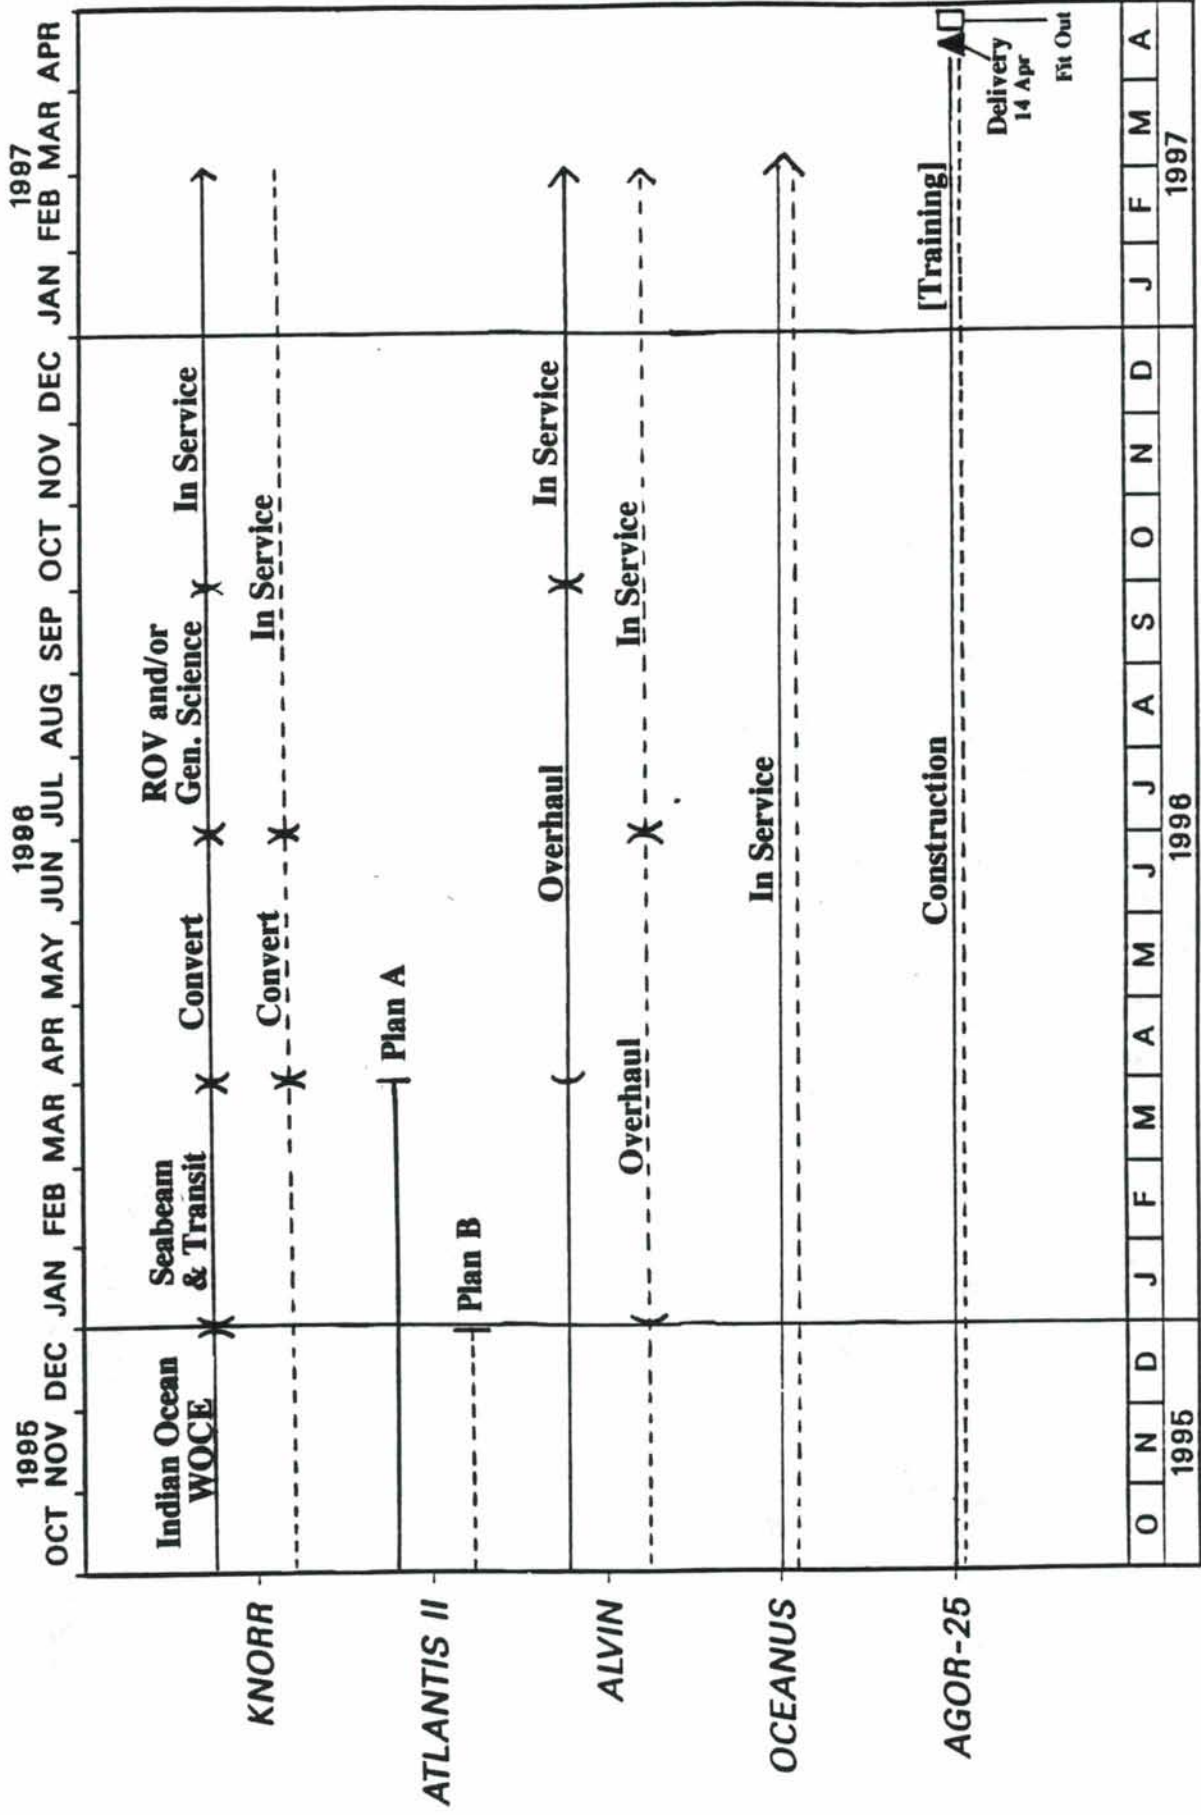 1995 1996 1997
OCT NOV DEC JAN FEB MAR APR MAY JUN JUL AUG SEP OCT NOV DEC JAN FEB MAR APR
KNORR
Indian Ocean
WOCE
Seabeam
& Transit
Convert
ROV and/or
Gen. Science
In Service
Convert
In Service
ATLANTIS II
Plan A
Plan B
ALVIN
Overhaul
In Service
Overhaul
In Service
OCEANUS
In Service
AGOR-25
Construction
[Training]
Delivery
14 Apr
Fit Out
O N D J F M A M J J A S O N D J F M A
1995 1996 1997